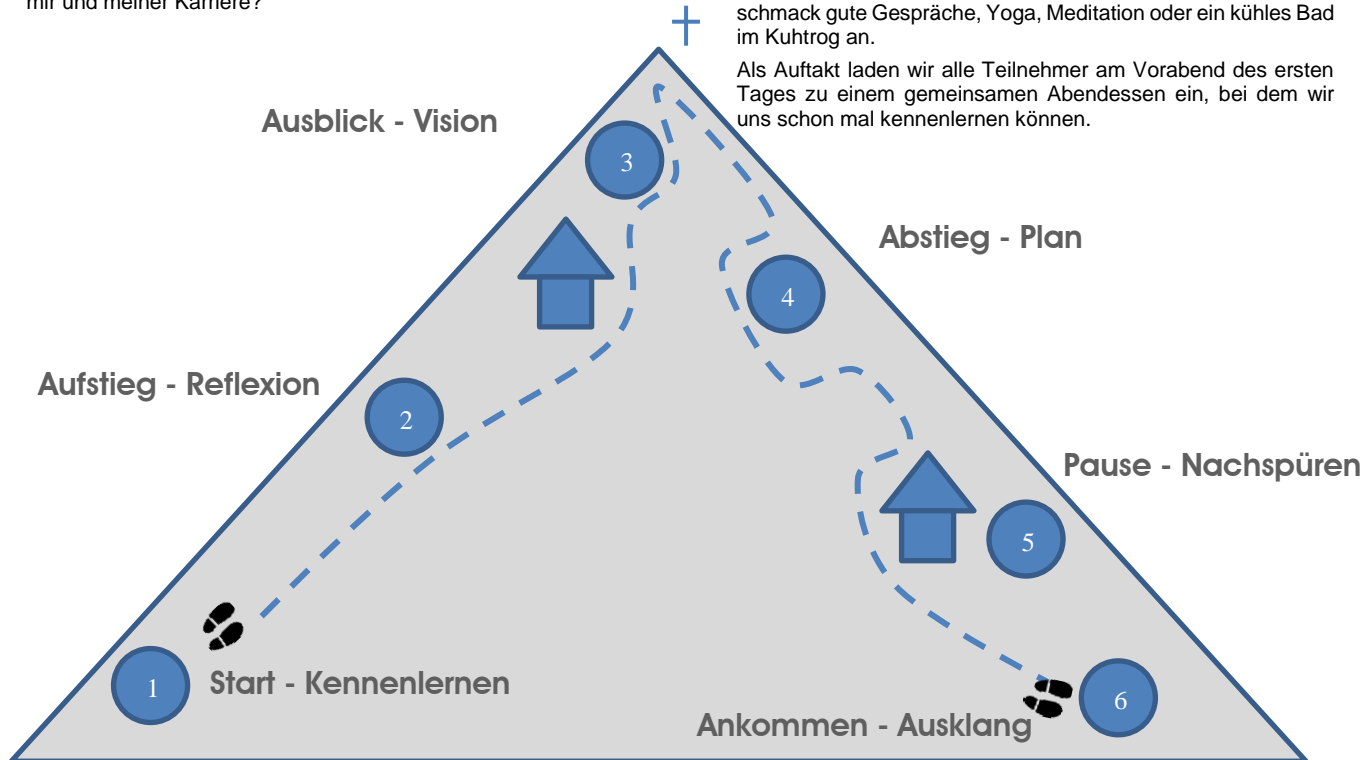 mir und meiner Karriere?
schmack gute Gespräche, Yoga, Meditation oder ein kühles Bad
im Kuhtrog an.
Als Auftakt laden wir alle Teilnehmer am Vorabend des ersten
Tages zu einem gemeinsamen Abendessen ein, bei dem wir
uns schon mal kennenlernen können.
Ausblick - Vision
3
Abstieg - Plan
4
Aufstieg - Reflexion
2
Pause - Nachspüren
5
1
Start - Kennenlernen
6
Ankommen - Ausklang